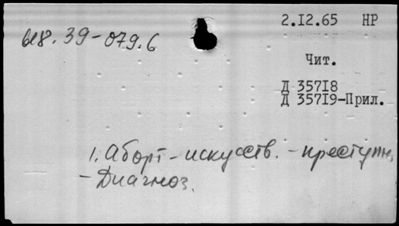 2.12.65 НР
618.39-079.6
Чит.
Д 35718
Д 35719-Прил.
1. Аборт - искусств. - преступн.
- Диагноз.